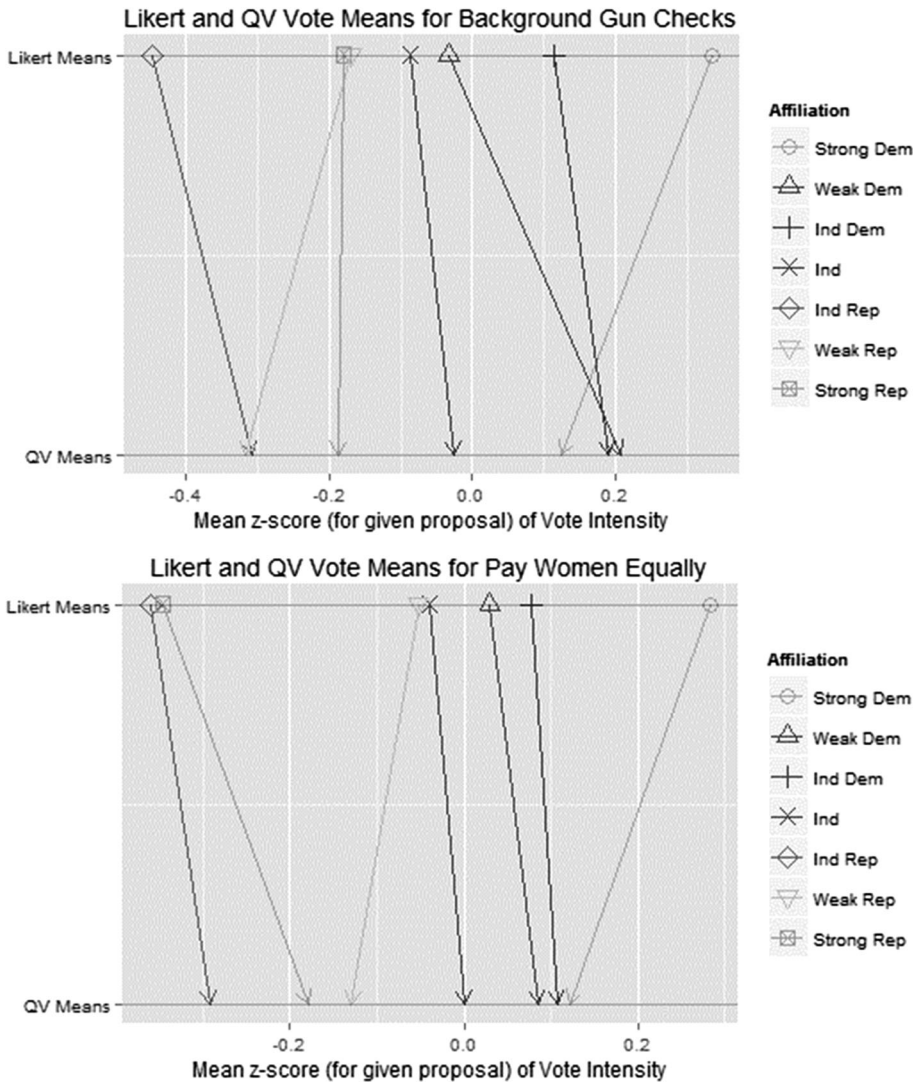 Likert and QV Vote Means for Background Gun Checks
Likert Means
QV Means
-0.4 -0.2 0.0 0.2
Mean z-score (for given proposal) of Vote Intensity
Affiliation
Strong Dem
Weak Dem
Ind Dem
Ind
Ind Rep
Weak Rep
Strong Rep
Likert and QV Vote Means for Pay Women Equally
Likert Means
QV Means
-0.2 0.0 0.2
Mean z-score (for given proposal) of Vote Intensity
Affiliation
Strong Dem
Weak Dem
Ind Dem
Ind
Ind Rep
Weak Rep
Strong Rep